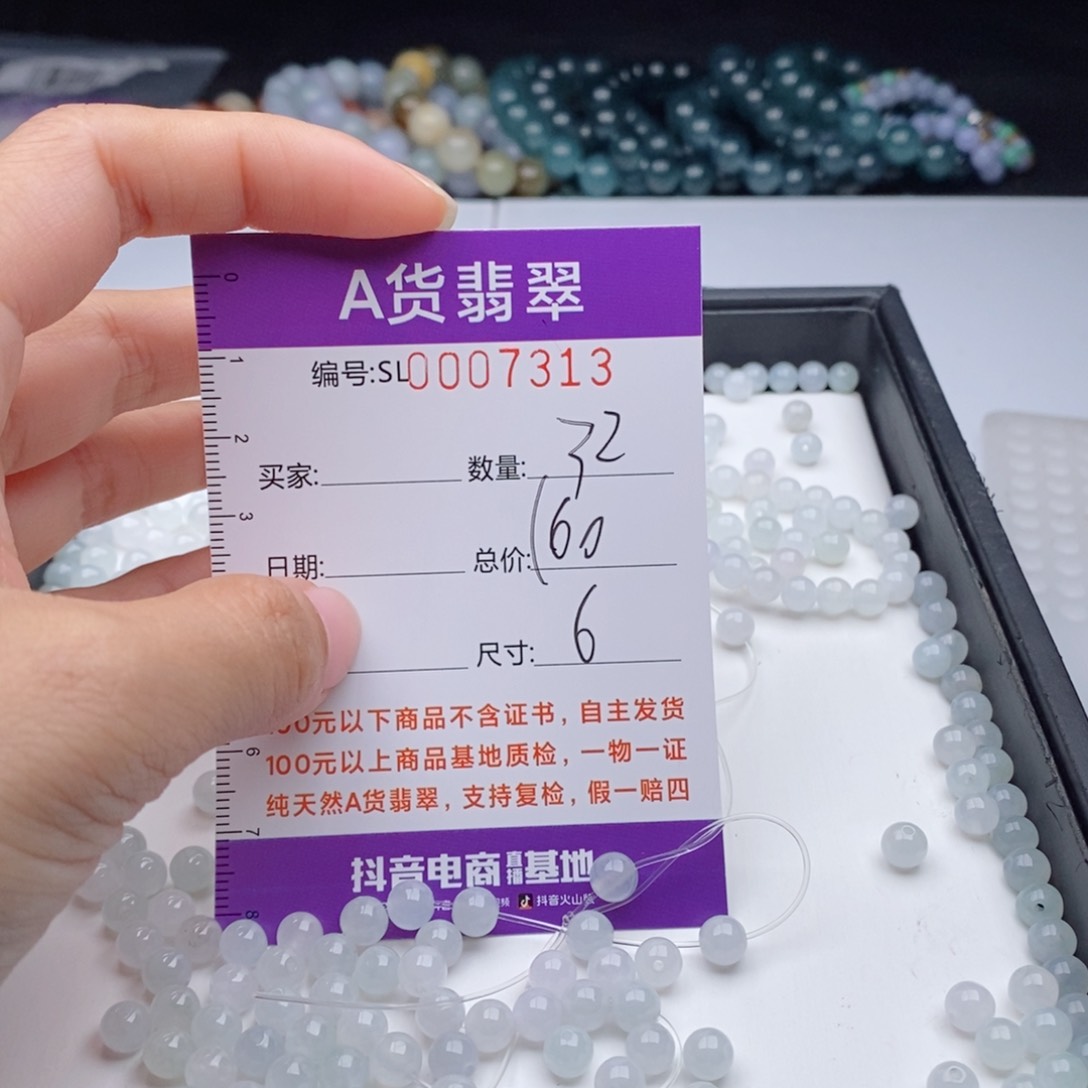 A货翡翠
编号:SL0007313
买家: 数量: 32
日期: 总价: 160
尺寸: 6
00元以下商品不含证书，自主发货
100元以上商品基地质检，一物一证
纯天然A货翡翠，支持复检，假一赔四
抖音电商直播基地
抖音火山
0
1
2
3
6
7
8